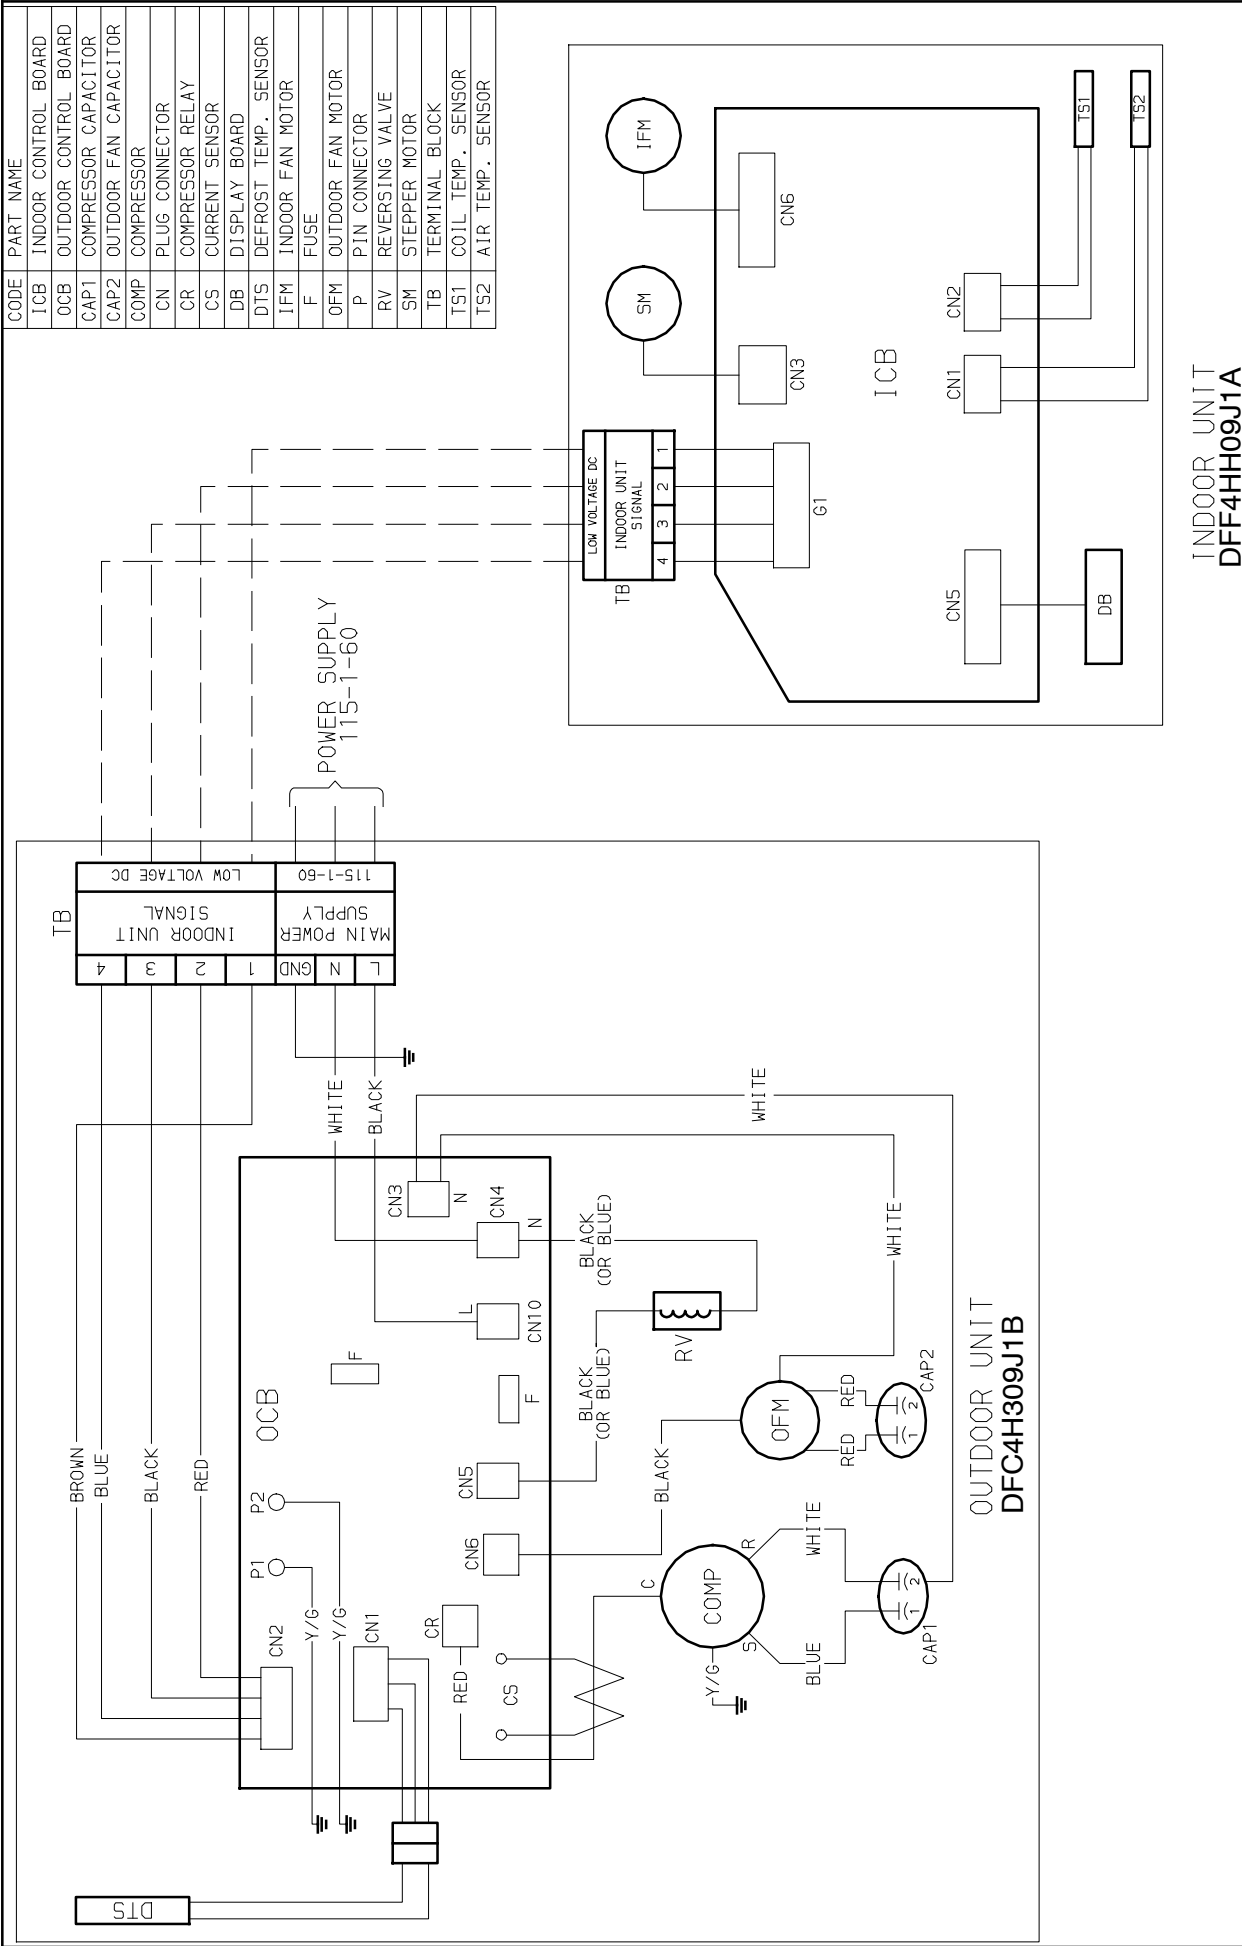 CODE PART NAME
ICB INDOOR CONTROL BOARD
OCB OUTDOOR CONTROL BOARD
CAP1 COMPRESSOR CAPACITOR
CAP2 OUTDOOR FAN CAPACITOR
COMP COMPRESSOR
CN PLUG CONNECTOR
CR COMPRESSOR RELAY
CS CURRENT SENSOR
DB DISPLAY BOARD
DTS DEFROST TEMP. SENSOR
IFM INDOOR FAN MOTOR
F FUSE
OFM OUTDOOR FAN MOTOR
P PIN CONNECTOR
RV REVERSING VALVE
SM STEPPER MOTOR
TB TERMINAL BLOCK
TS1 COIL TEMP. SENSOR
TS2 AIR TEMP. SENSOR
DTS
BROWN
BLUE
BLACK
RED
TB
4
3
2
1
GND
N
L
INDOOR UNIT
SIGNAL
MAIN POWER
SUPPLY
LOW VOLTAGE DC
115-1-60
POWER SUPPLY
115-1-60
OCB
P1
P2
CN2
Y/G
Y/G
CN1
CR
RED
CS
CN6
CN5
F
F
L
CN10
CN4
N
CN3
N
WHITE
BLACK
WHITE
WHITE
BLACK
(OR BLUE)
BLACK
(OR BLUE)
RV
BLACK
OFM
RED
RED
1
2
CAP2
COMP
C
R
S
Y/G
BLUE
WHITE
1
2
CAP1
OUTDOOR UNIT
DFC4H309J1B
LOW VOLTAGE DC
INDOOR UNIT
SIGNAL
4
3
2
1
TB
G1
SM
IFM
CN3
CN6
ICB
CN5
CN1
CN2
DB
TS1
TS2
INDOOR UNIT
DFF4HH09J1A